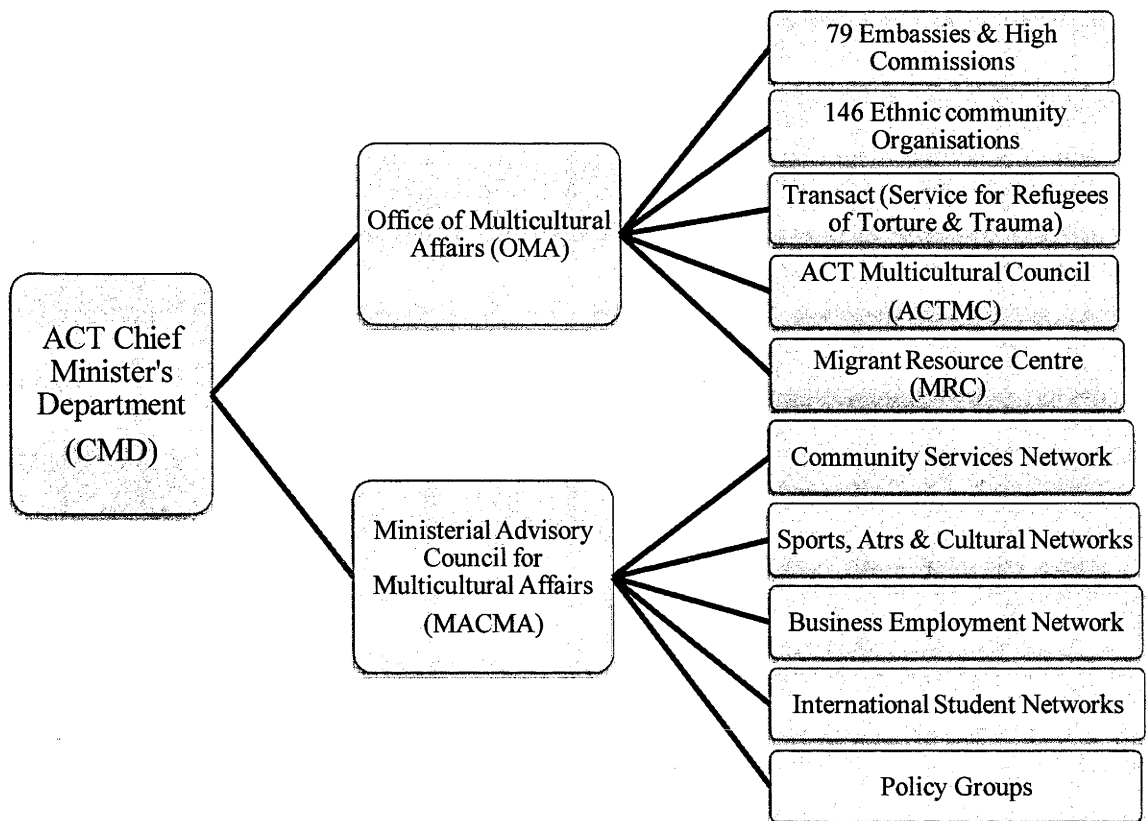 ACT Chief
Minister's
Department
(CMD)
Office of Multicultural
Affairs (OMA)
79 Embassies & High
Commissions
146 Ethnic community
Organisations
Transact (Service for Refugees
of Torture & Trauma)
ACT Multicultural Council
(ACTMC)
Migrant Resource Centre
(MRC)
Ministerial Advisory
Council for
Multicultural Affairs
(MACMA)
Community Services Network
Sports, Atrs & Cultural Networks
Business Employment Network
International Student Networks
Policy Groups